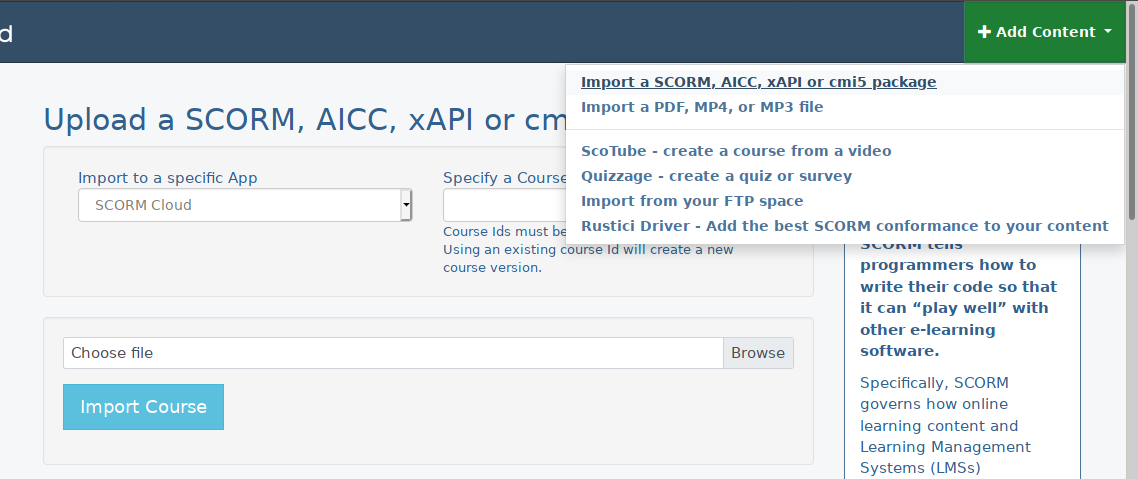 d
+ Add Content
Import a SCORM, AICC, xAPI or cmi5 package
Import a PDF, MP4, or MP3 file
ScoTube - create a course from a video
Quizzage - create a quiz or survey
Import from your FTP space
Rustici Driver - Add the best SCORM conformance to your content
Upload a SCORM, AICC, xAPI or cm
Import to a specific App
SCORM Cloud
Specify a Course
Course Ids must be
Using an existing course Id will create a new
course version.
Choose file
Browse
Import Course
SCORM tells
programmers how to
write their code so that
it can “play well” with
other e-learning
software.
Specifically, SCORM
governs how online
learning content and
Learning Management
Systems (LMSs)